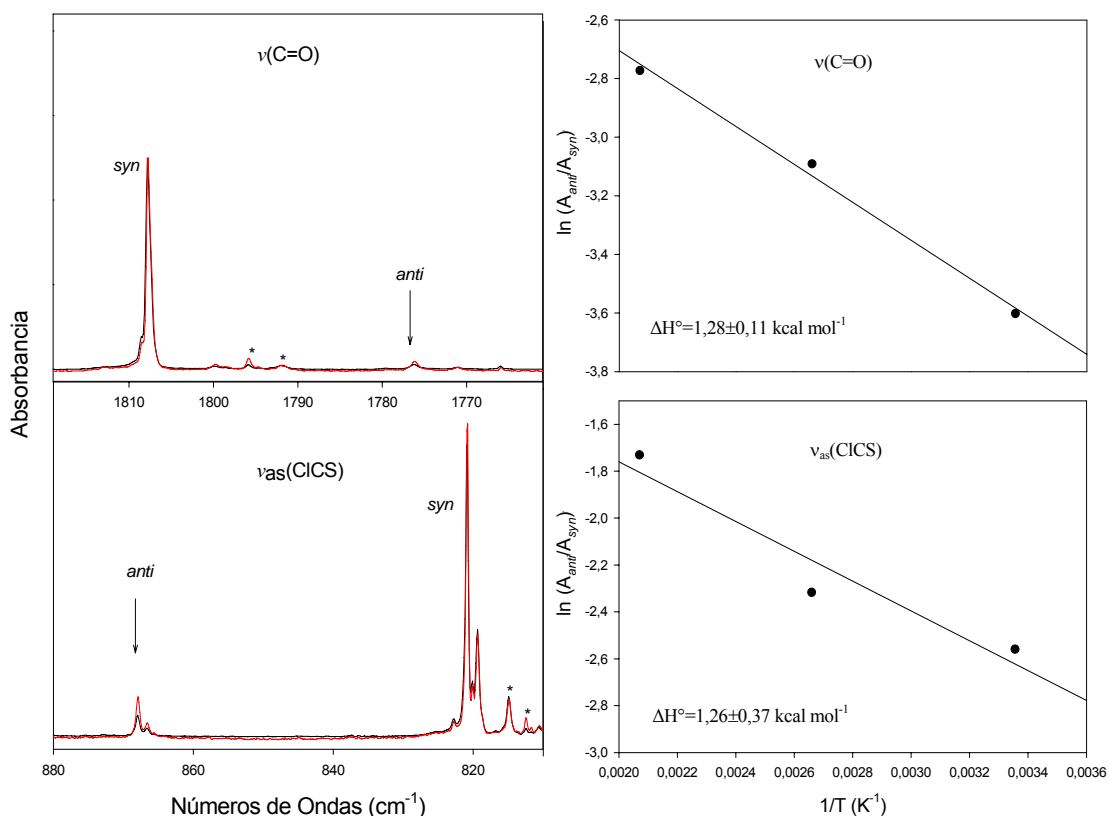 Absorbancia
ν(C=O)
syn
anti
* *
1810 1800 1790 1780 1770
νas(ClCS)
syn
anti
* *
880 860 840 820
Números de Ondas (cm-1)
ν(C=O)
ln (Aanti/Asyn)
-2,6
-2,8
-3,0
-3,4
-3,6
-3,8
ΔH°=1,28±0,11 kcal mol-1
νas(ClCS)
ln (Aanti/Asyn)
-1,6
-1,8
-2,0
-2,2
-2,4
-2,6
-2,8
-3,0
ΔH°=1,26±0,37 kcal mol-1
0,0020 0,0022 0,0024 0,0026 0,0028 0,0030 0,0032 0,0034 0,0036
1/T (K-1)